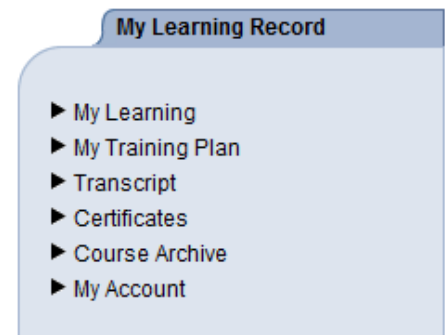 My Learning Record
My Learning
My Training Plan
Transcript
Certificates
Course Archive
My Account